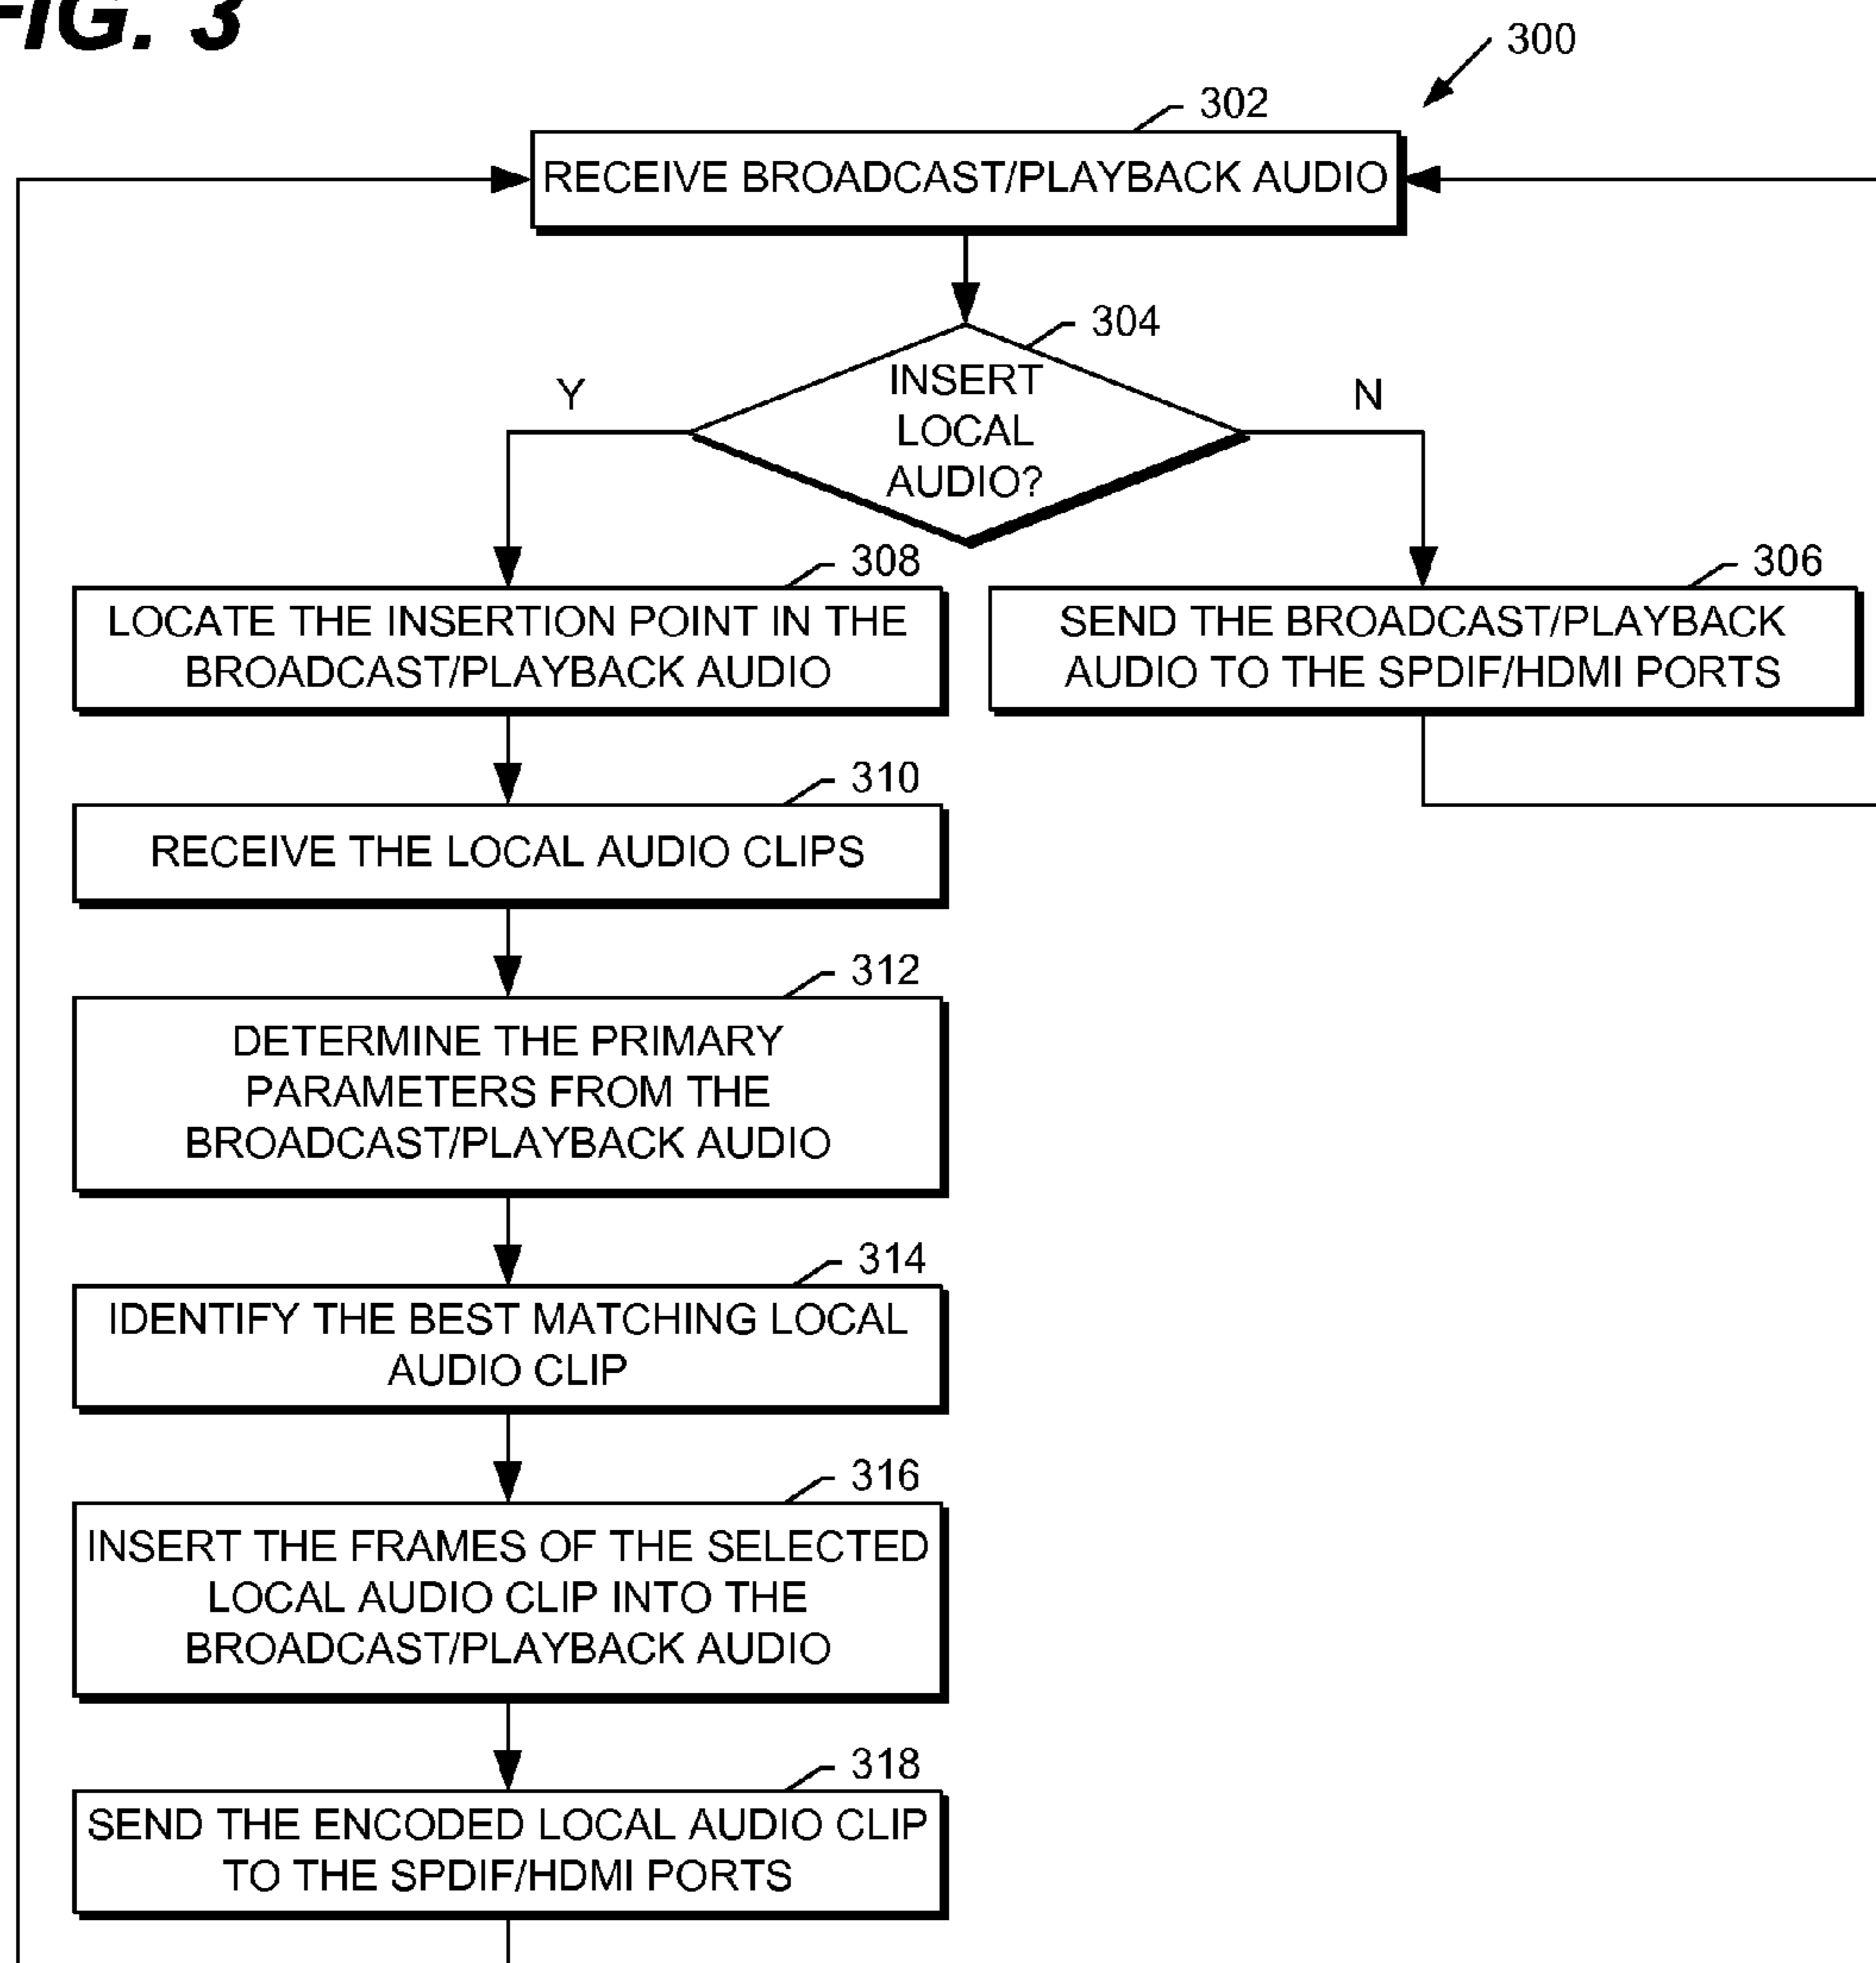 FIG. 3
300
302
RECEIVE BROADCAST/PLAYBACK AUDIO
304
INSERT
LOCAL
AUDIO?
Y
N
308
LOCATE THE INSERTION POINT IN THE
BROADCAST/PLAYBACK AUDIO
306
SEND THE BROADCAST/PLAYBACK
AUDIO TO THE SPDIF/HDMI PORTS
310
RECEIVE THE LOCAL AUDIO CLIPS
312
DETERMINE THE PRIMARY
PARAMETERS FROM THE
BROADCAST/PLAYBACK AUDIO
314
IDENTIFY THE BEST MATCHING LOCAL
AUDIO CLIP
316
INSERT THE FRAMES OF THE SELECTED
LOCAL AUDIO CLIP INTO THE
BROADCAST/PLAYBACK AUDIO
318
SEND THE ENCODED LOCAL AUDIO CLIP
TO THE SPDIF/HDMI PORTS